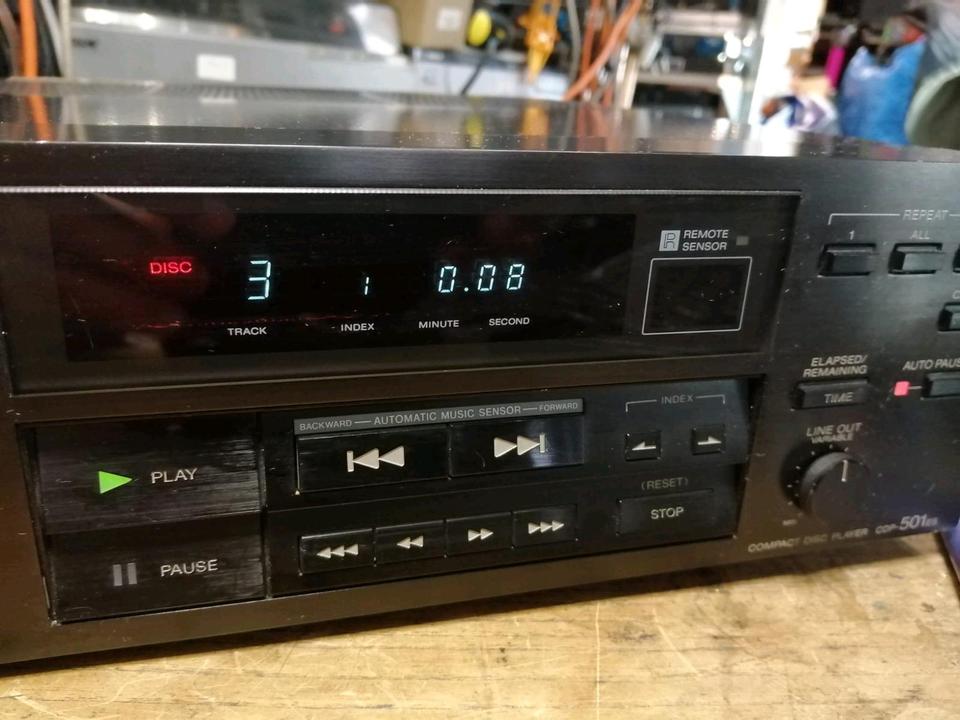 REPEAT
1 ALL
R REMOTE
SENSOR
DISC 3 1 0.08
TRACK INDEX MINUTE SECOND
ELAPSED/
REMAINING
TIME
AUTO PAUS
BACKWARD AUTOMATIC MUSIC SENSOR FORWARD
INDEX
LINE OUT
VARIABLE
PLAY
(RESET)
STOP
PAUSE
COMPACT DISC PLAYER CDP-501ES